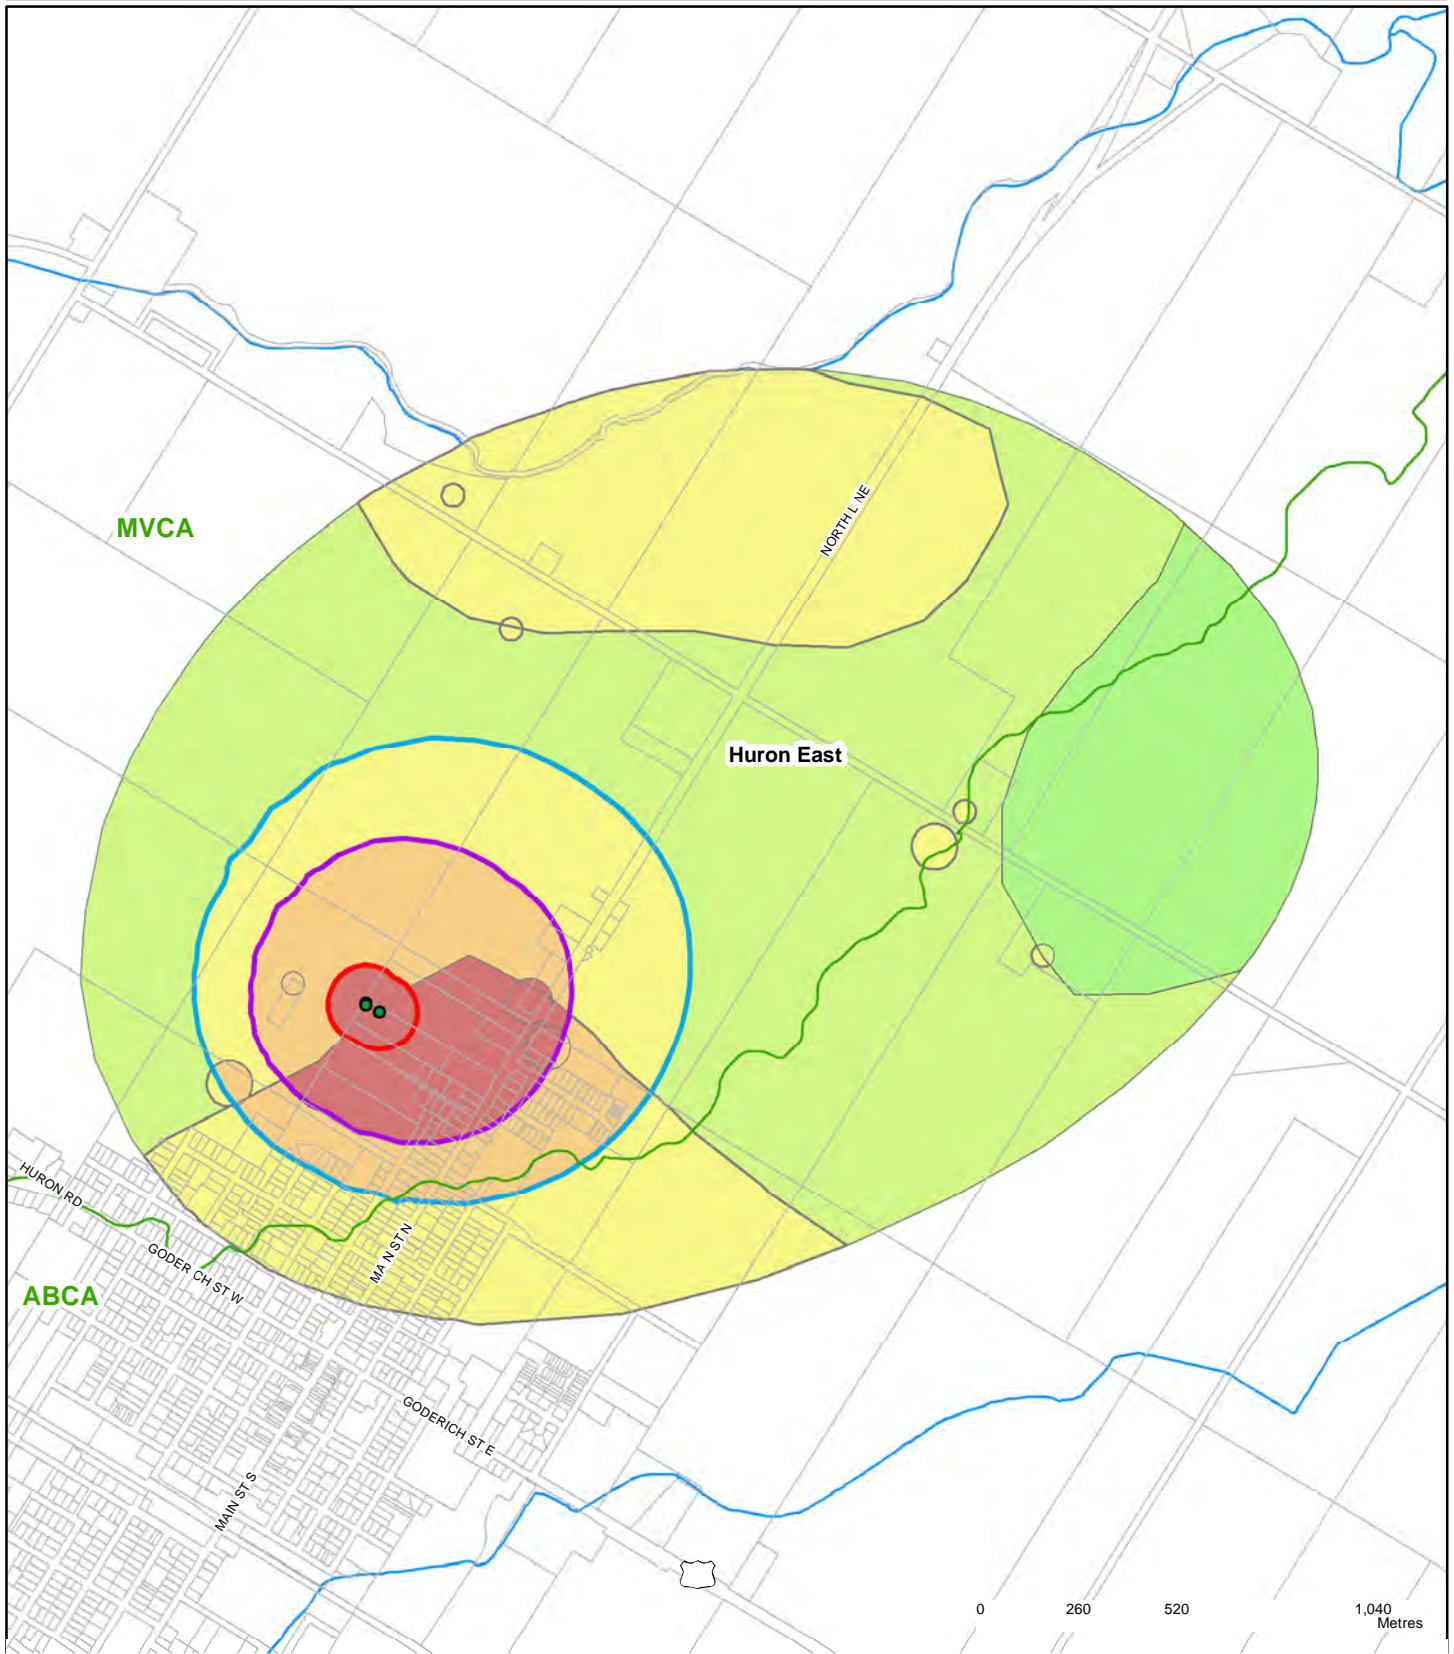 NORTH L NE
MVCA
Huron East
HURON RD
GODER CH ST W
MA N ST N
ABCA
GODERICH ST E
MAIN ST S
0 260 520 1,040
Metres